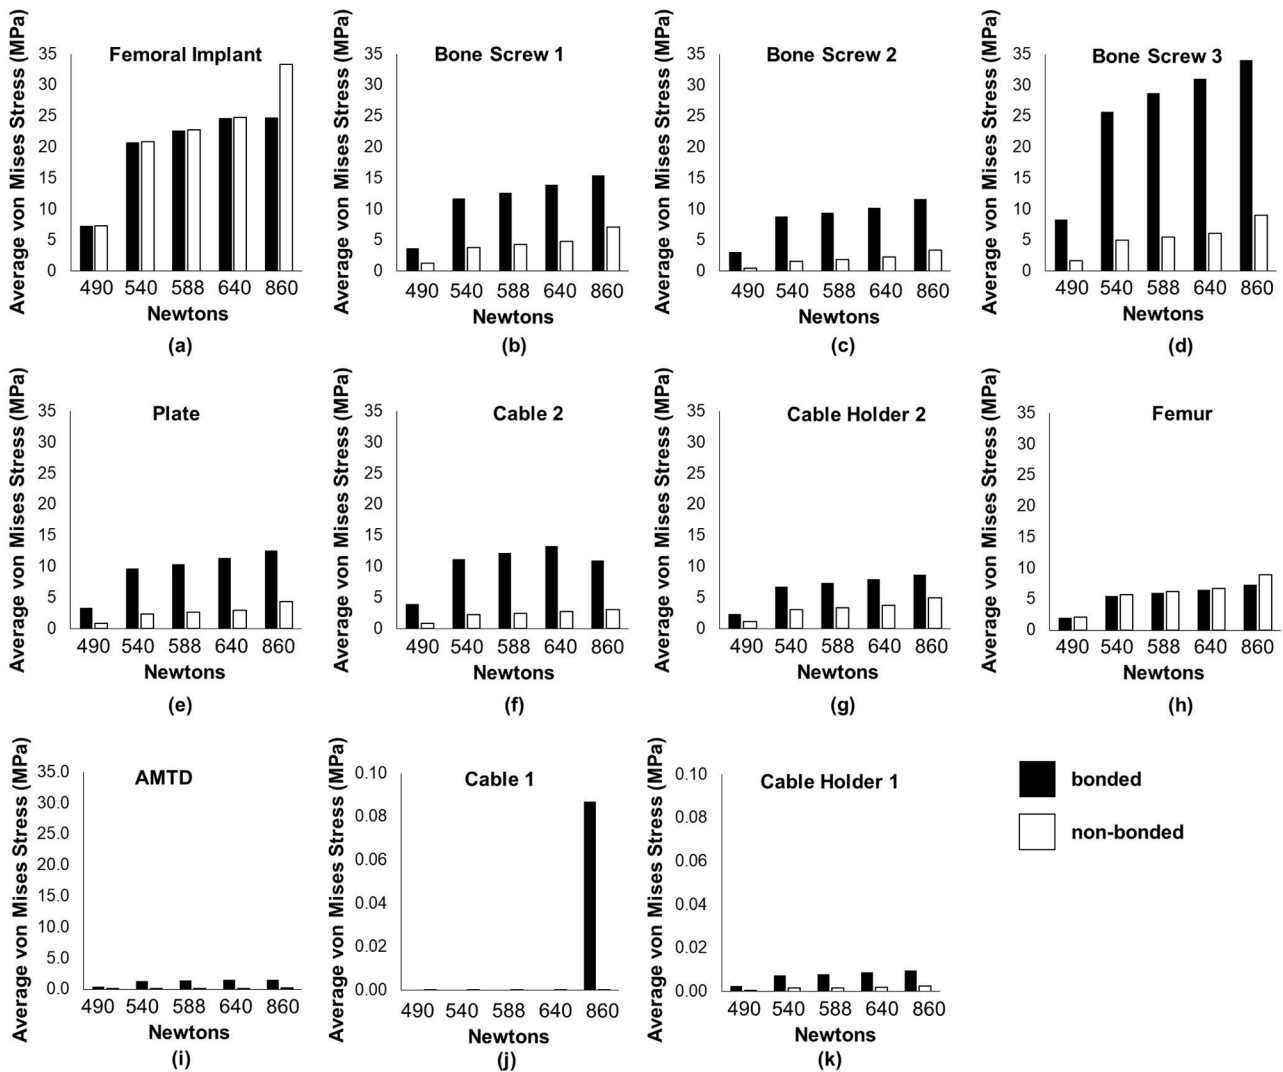 Average von Mises Stress (MPa)
Femoral Implant
35
30
25
20
15
10
5
0
490 540 588 640 860
Newtons
(a)
Average von Mises Stress (MPa)
Bone Screw 1
35
30
25
20
15
10
5
0
490 540 588 640 860
Newtons
(b)
Average von Mises Stress (MPa)
Bone Screw 2
35
30
25
20
15
10
5
0
490 540 588 640 860
Newtons
(c)
Average von Mises Stress (MPa)
Bone Screw 3
35
30
25
20
15
10
5
0
490 540 588 640 860
Newtons
(d)
Average von Mises Stress (MPa)
Plate
35
30
25
20
15
10
5
0
490 540 588 640 860
Newtons
(e)
Average von Mises Stress (MPa)
Cable 2
35
30
25
20
15
10
5
0
490 540 588 640 860
Newtons
(f)
Average von Mises Stress (MPa)
Cable Holder 2
35
30
25
20
15
10
5
0
490 540 588 640 860
Newtons
(g)
Average von Mises Stress (MPa)
Femur
35
30
25
20
15
10
5
0
490 540 588 640 860
Newtons
(h)
Average von Mises Stress (MPa)
AMTD
35.0
30.0
25.0
20.0
15.0
10.0
5.0
0.0
490 540 588 640 860
Newtons
(i)
Average von Mises Stress (MPa)
Cable 1
0.10
0.08
0.06
0.04
0.02
0.00
490 540 588 640 860
Newtons
(j)
Average von Mises Stress (MPa)
Cable Holder 1
0.10
0.08
0.06
0.04
0.02
0.00
490 540 588 640 860
Newtons
(k)
bonded
non-bonded